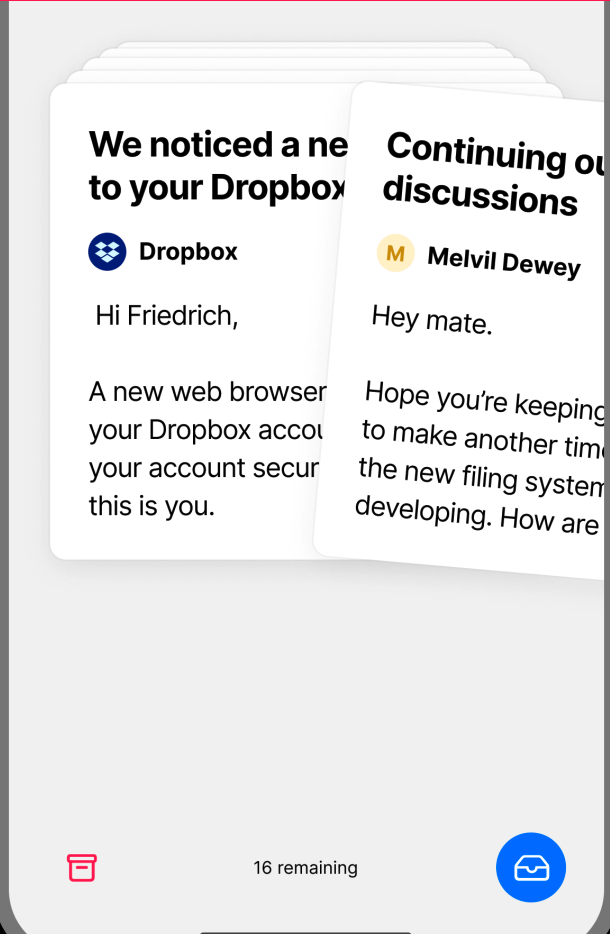 We noticed a ne
to your Dropbox
Dropbox
Hi Friedrich,
A new web browser
your Dropbox accou
your account secur
this is you.
Continuing ou
discussions
M
Melvil Dewey
Hey mate.
Hope you’re keeping
to make another time
the new filing system
developing. How are
16 remaining